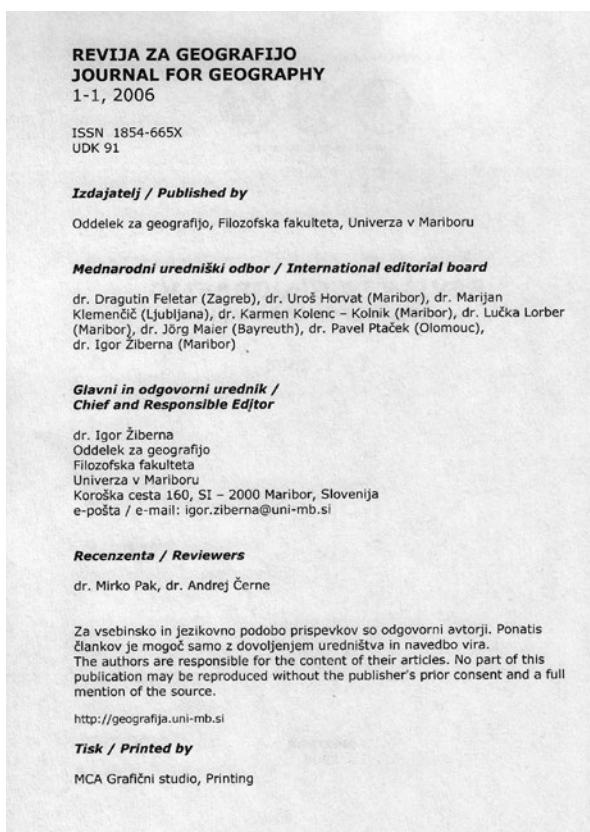 REVIJA ZA GEOGRAFIJO
JOURNAL FOR GEOGRAPHY
1-1, 2006
ISSN 1854-665X
UDK 91
Izdajatelj / Published by
Oddelek za geografijo, Filozofska fakulteta, Univerza v Mariboru
Mednarodni uredniški odbor / International editorial board
dr. Dragutin Feletar (Zagreb), dr. Uroš Horvat (Maribor), dr. Marijan
Klemenčič (Ljubljana), dr. Karmen Kolenc – Kolnik (Maribor), dr. Lučka Lorber
(Maribor), dr. Jörg Maier (Bayreuth), dr. Pavel Ptaček (Olomouc),
dr. Igor Žiberna (Maribor)
Glavni in odgovorni urednik /
Chief and Responsible Editor
dr. Igor Žiberna
Oddelek za geografijo
Filozofska fakulteta
Univerza v Mariboru
Koroška cesta 160, SI – 2000 Maribor, Slovenija
e-pošta / e-mail: igor.ziberna@uni-mb.si
Recenzenta / Reviewers
dr. Mirko Pak, dr. Andrej Černe
Za vsebinsko in jezikovno podobo prispevkov so odgovorni avtorji. Ponatis
člankov je mogoč samo z dovoljenjem uredništva in navedbo vira.
The authors are responsible for the content of their articles. No part of this
publication may be reproduced without the publisher's prior consent and a full
mention of the source.
http://geografija.uni-mb.si
Tisk / Printed by
MCA Grafični studio, Printing